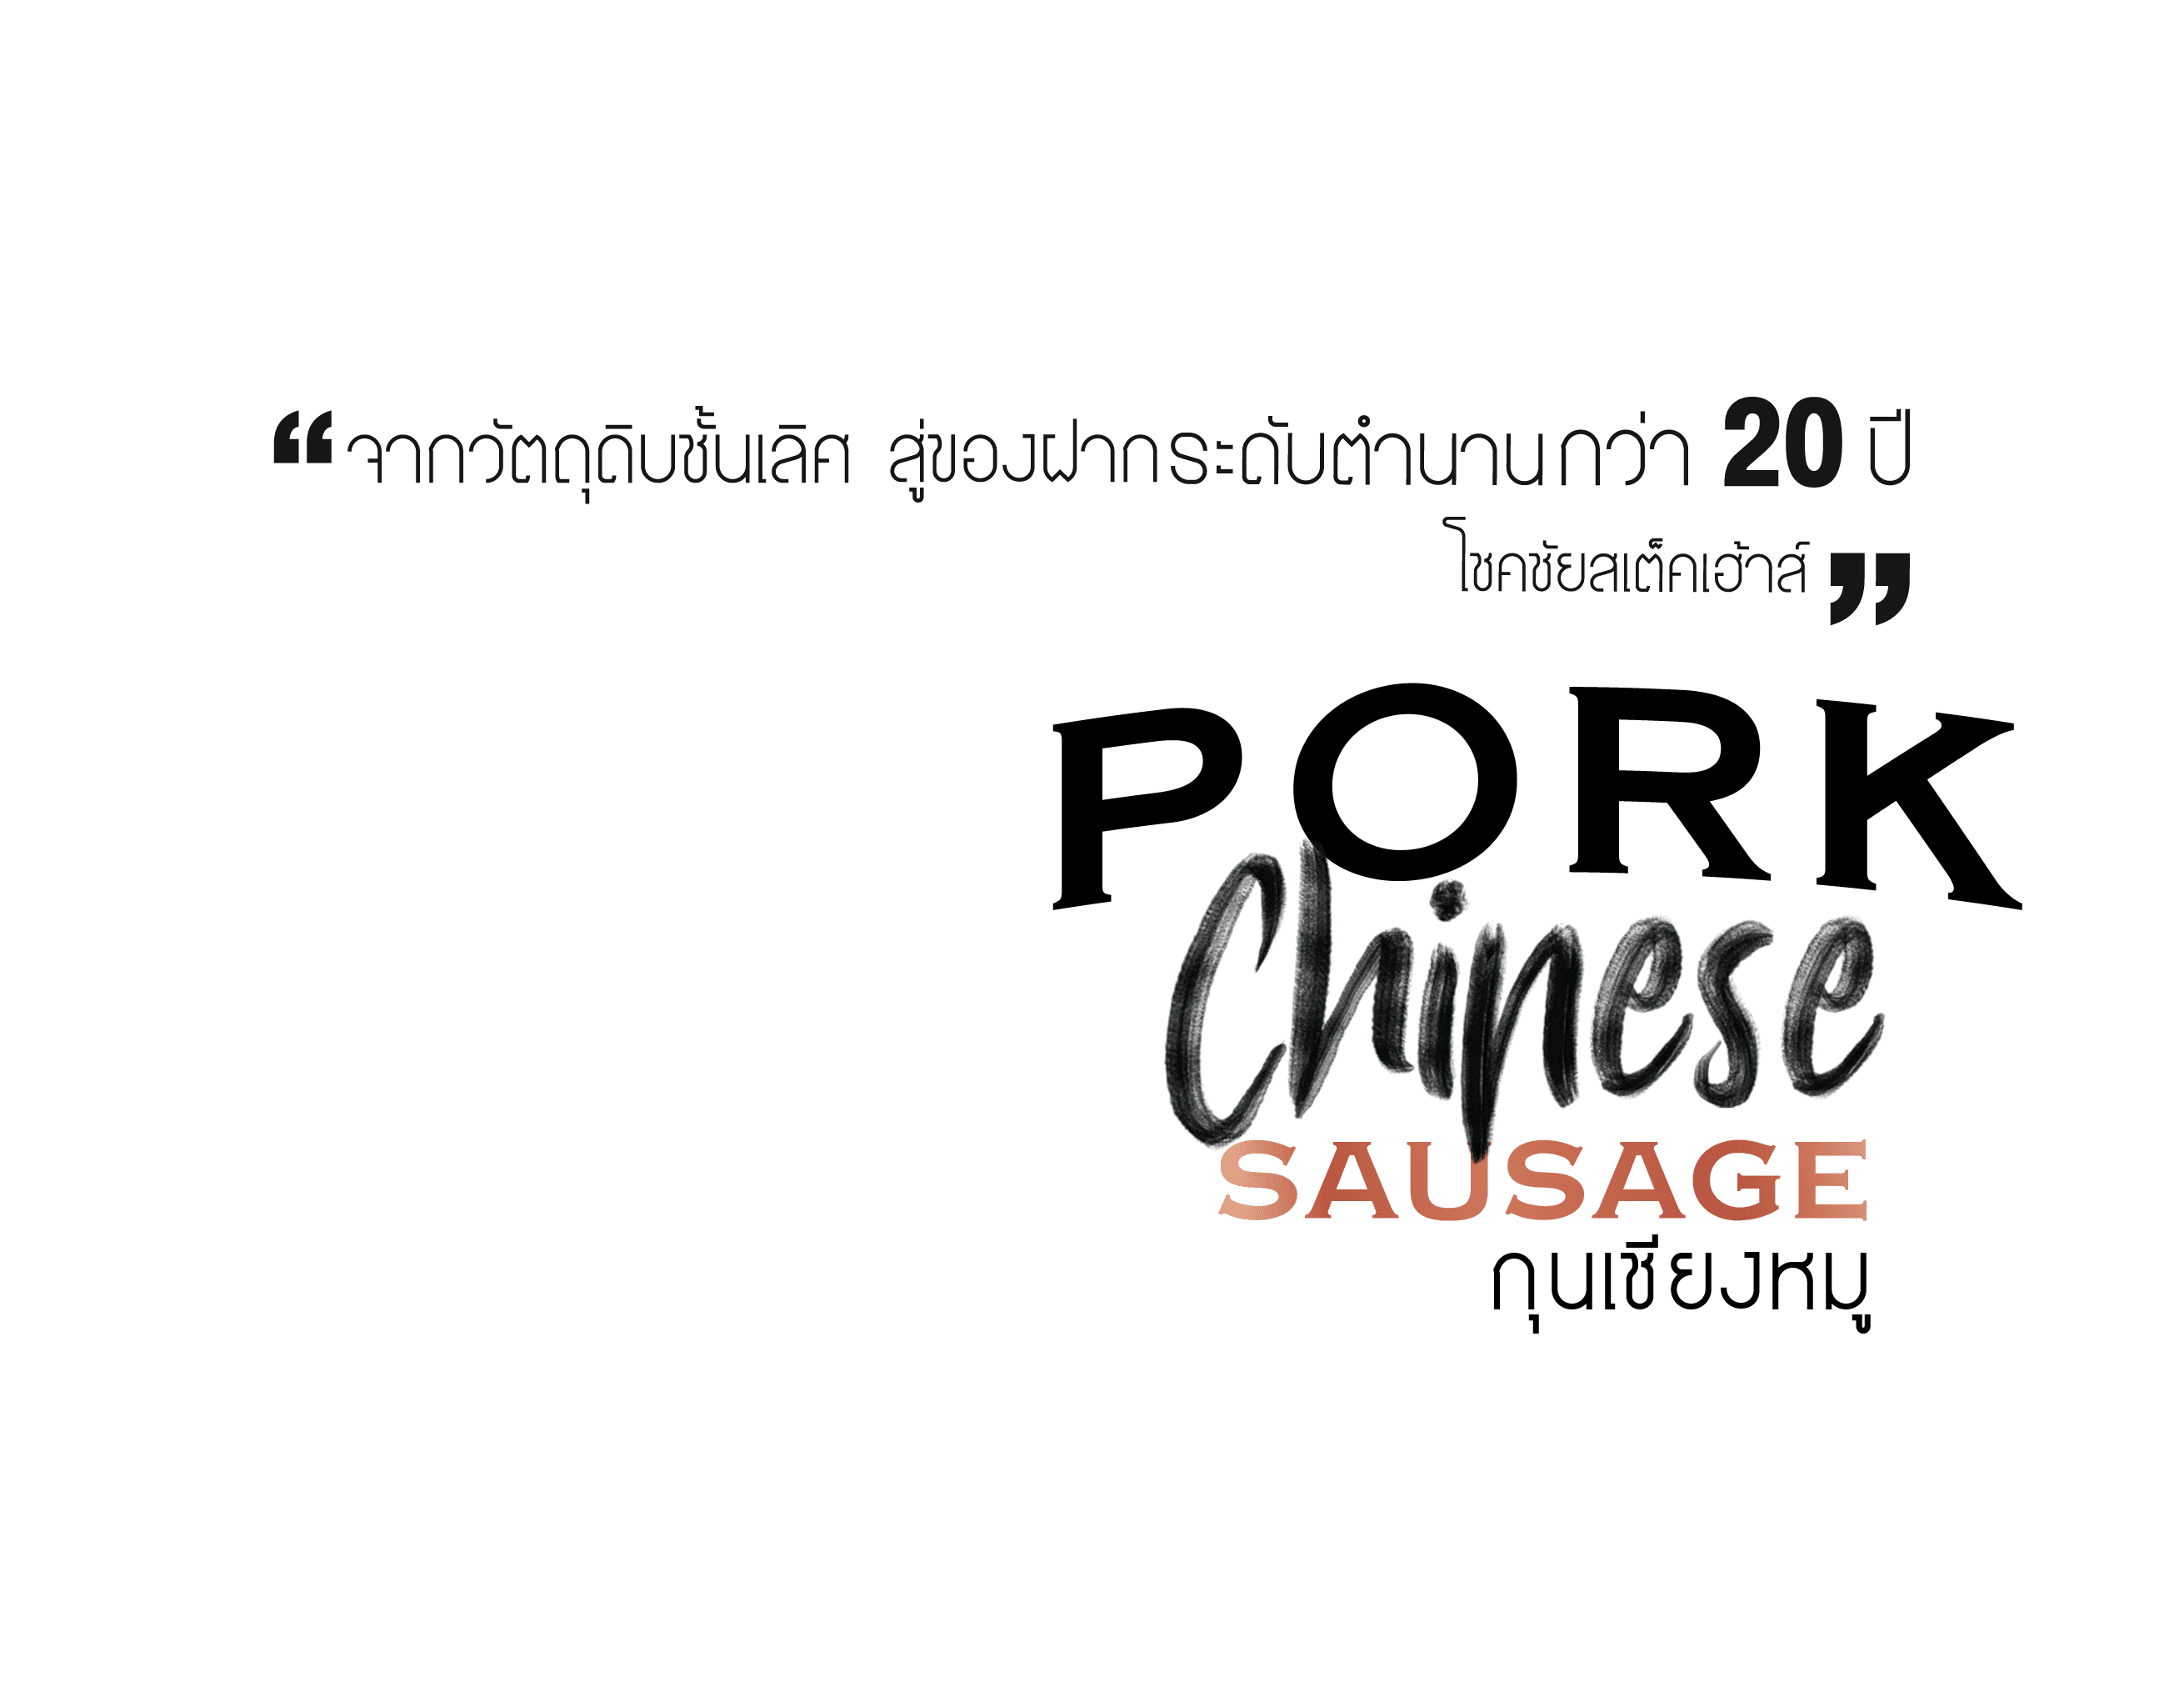 “จากวัตถุดิบชั้นเลิศ สู่ของฝากระดับตำนานกว่า 20 ปี
โชคชัยสเต็คเฮ้าส์”
PORK
Chinese
SAUSAGE
กุนเชียงหมู